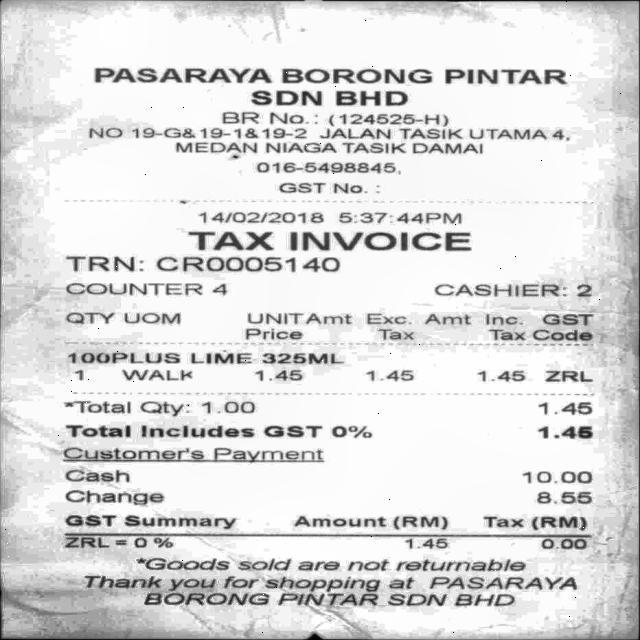 PASARAYA BORONG PINTAR
SDN BHD
BR No.: (124525-H)
NO 19-G&19-1&19-2 JALAN TASIK UTAMA 4,
MEDAN NIAGA TASIK DAMAI
016-5498845,
GST No. :
14/02/2018 5:37:44PM
TAX INVOICE
TRN: CR0005140
COUNTER 4 CASHIER: 2
QTY UOM UNIT Amt Exc. Amt Inc. GST
Price Tax Tax Code
100PLUS LIME 325ML
1 WALK 1.45 1.45 1.45 ZRL
*Total Qty: 1.00 1.45
Total Includes GST 0% 1.45
Customer's Payment
Cash 10.00
Change 8.55
GST Summary Amount (RM) Tax (RM)
ZRL = 0 % 1.45 0.00
*Goods sold are not returnable
Thank you for shopping at PASARAYA
BORONG PINTAR SDN BHD